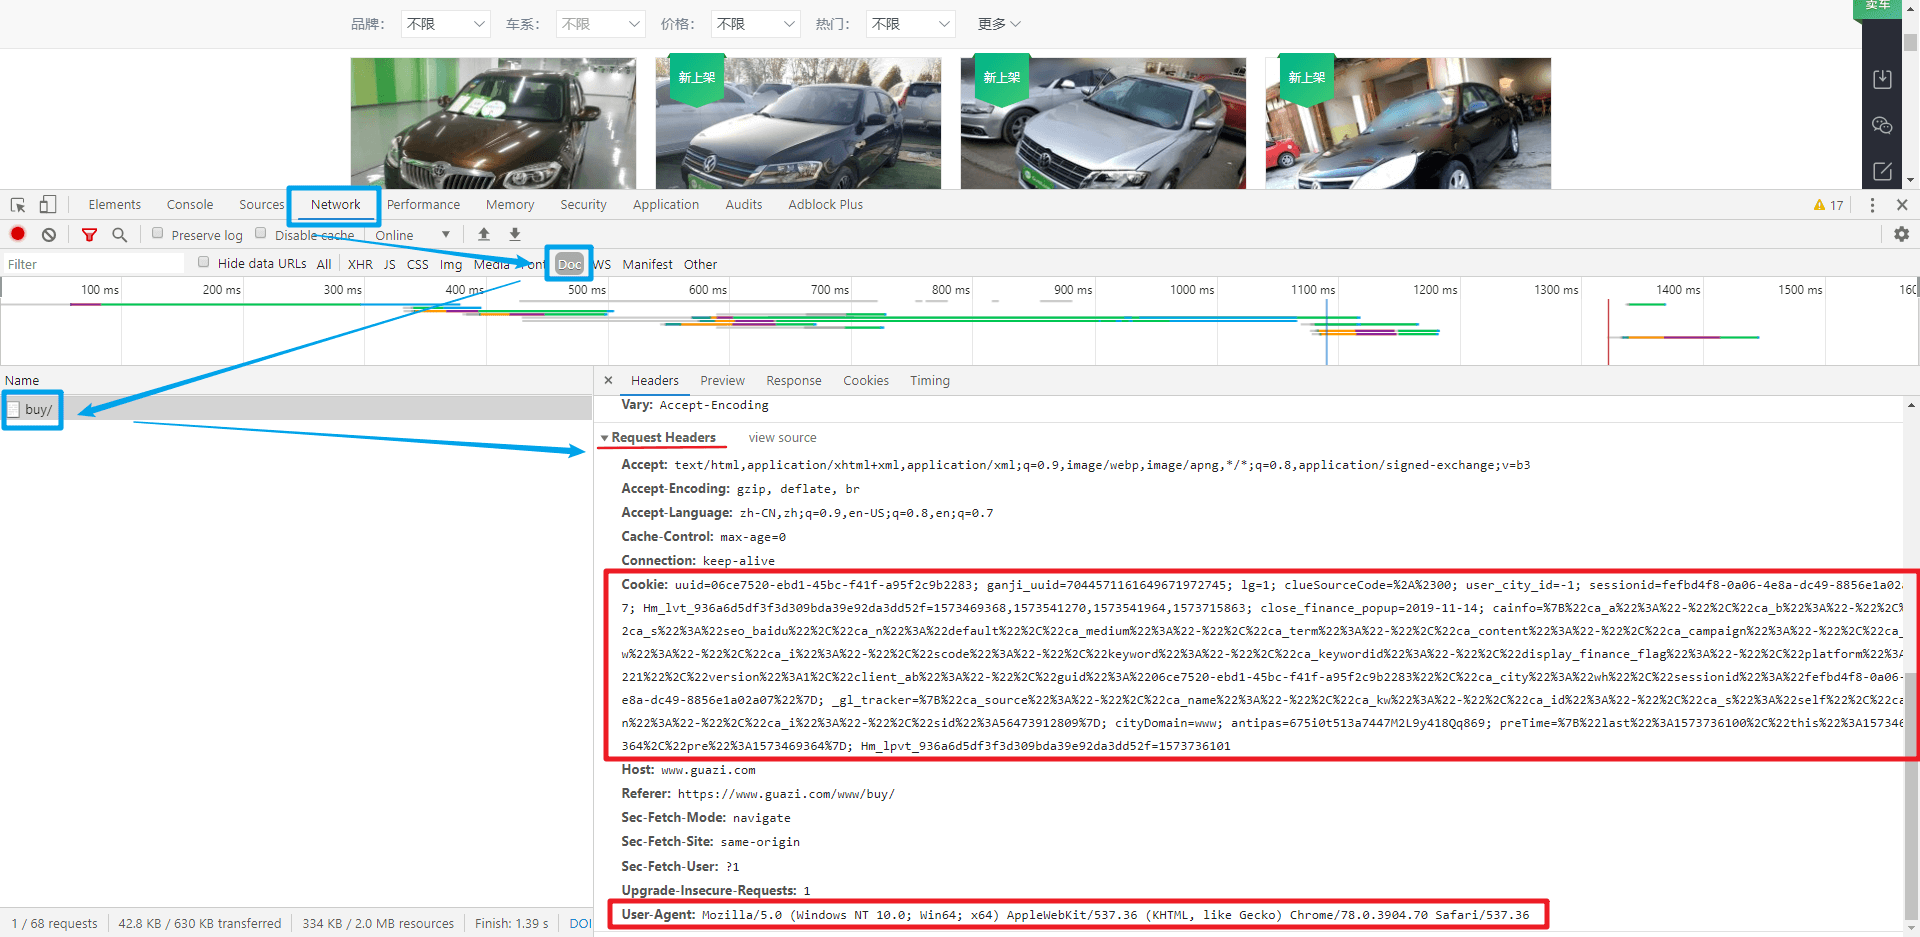 卖车
品牌： 不限 车系： 不限 价格： 不限 热门： 不限 更多
新上架 新上架 新上架
Elements Console Sources Network Performance Memory Security Application Audits Adblock Plus 17
Preserve log Disable cache Online
Filter Hide data URLs All XHR JS CSS Img Media Font Doc WS Manifest Other
100 ms 200 ms 300 ms 400 ms 500 ms 600 ms 700 ms 800 ms 900 ms 1000 ms 1100 ms 1200 ms 1300 ms 1400 ms 1500 ms 160
Name
Headers Preview Response Cookies Timing
buy/
Vary: Accept-Encoding
Request Headers view source
Accept: text/html,application/xhtml+xml,application/xml;q=0.9,image/webp,image/apng,*/*;q=0.8,application/signed-exchange;v=b3
Accept-Encoding: gzip, deflate, br
Accept-Language: zh-CN,zh;q=0.9,en-US;q=0.8,en;q=0.7
Cache-Control: max-age=0
Connection: keep-alive
Cookie: uuid=06ce7520-ebd1-45bc-f41f-a95f2c9b2283; ganji_uuid=7044571161649671972745; lg=1; clueSourceCode=%2A%2300; user_city_id=-1; sessionid=fefbd4f8-0a06-4e8a-dc49-8856e1a02a
7; Hm_lvt_936a6d5df3f3d309bda39e92da3dd52f=1573469368,1573541270,1573541964,1573715863; close_finance_popup=2019-11-14; cainfo=%7B%22ca_a%22%3A%22-%22%2C%22ca_b%22%3A%22-%22%2C%
2ca_s%22%3A%22seo_baidu%22%2C%22ca_n%22%3A%22default%22%2C%22ca_medium%22%3A%22-%22%2C%22ca_term%22%3A%22-%22%2C%22ca_content%22%3A%22-%22%2C%22ca_campaign%22%3A%22-%22%2C%22ca_
w%22%3A%22-%22%2C%22ca_i%22%3A%22-%22%2C%22scode%22%3A%22-%22%2C%22keyword%22%3A%22-%22%2C%22ca_keywordid%22%3A%22-%22%2C%22display_finance_flag%22%3A%22-%22%2C%22platform%22%3A
221%22%2C%22version%22%3A1%2C%22client_ab%22%3A%22-%22%2C%22guid%22%3A%2206ce7520-ebd1-45bc-f41f-a95f2c9b2283%22%2C%22ca_city%22%3A%22wh%22%2C%22sessionid%22%3A%22fefbd4f8-0a06-
e8a-dc49-8856e1a02a07%22%7D; _gl_tracker=%7B%22ca_source%22%3A%22-%22%2C%22ca_name%22%3A%22-%22%2C%22ca_kw%22%3A%22-%22%2C%22ca_id%22%3A%22-%22%2C%22ca_s%22%3A%22self%22%2C%22ca
n%22%3A%22-%22%2C%22ca_i%22%3A%22-%22%2C%22sid%22%3A56473912809%7D; cityDomain=www; antipas=675i0t513a7447M2L9y418Qq869; preTime=%7B%22last%22%3A1573736100%2C%22this%22%3A157346
364%2C%22pre%22%3A1573469364%7D; Hm_lpvt_936a6d5df3f3d309bda39e92da3dd52f=1573736101
Host: www.guazi.com
Referer: https://www.guazi.com/www/buy/
Sec-Fetch-Mode: navigate
Sec-Fetch-Site: same-origin
Sec-Fetch-User: ?1
Upgrade-Insecure-Requests: 1
User-Agent: Mozilla/5.0 (Windows NT 10.0; Win64; x64) AppleWebKit/537.36 (KHTML, like Gecko) Chrome/78.0.3904.70 Safari/537.36
1 / 68 requests 42.8 KB / 630 KB transferred 334 KB / 2.0 MB resources Finish: 1.39 s DOI